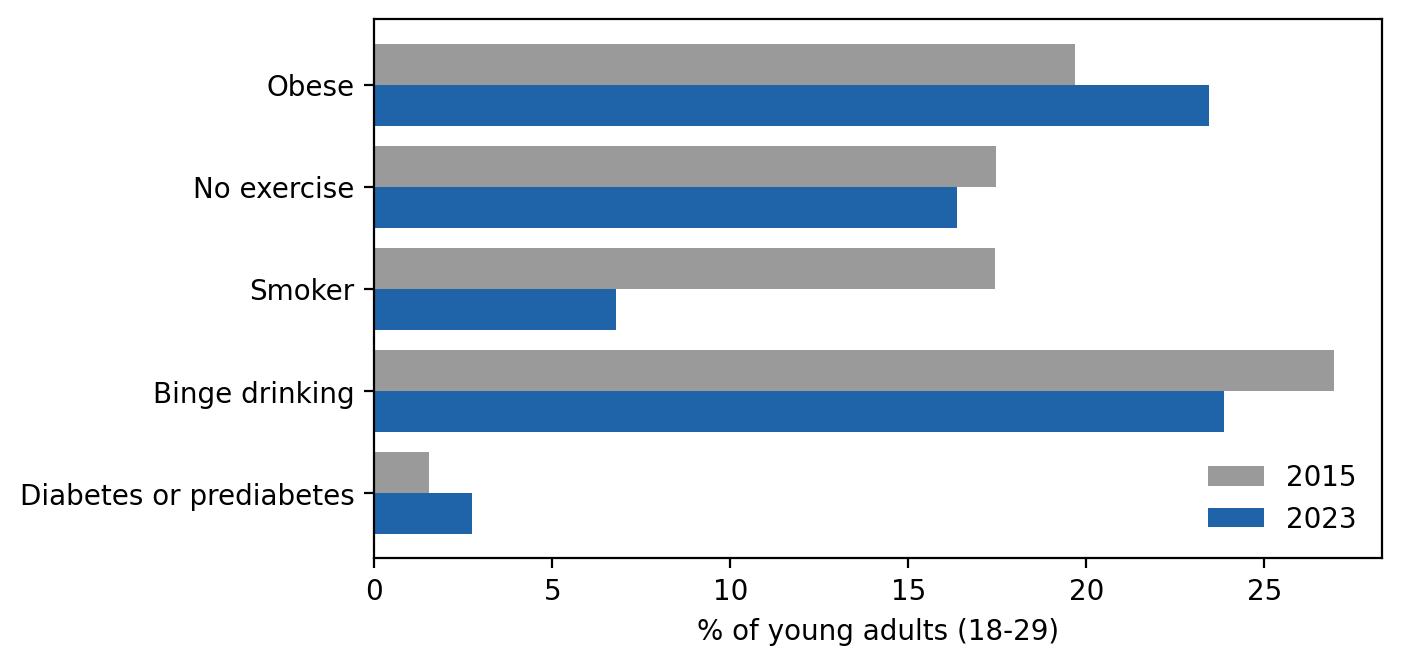 Obese
No exercise
Smoker
Binge drinking
Diabetes or prediabetes
2015
2023
0 5 10 15 20 25
% of young adults (18-29)